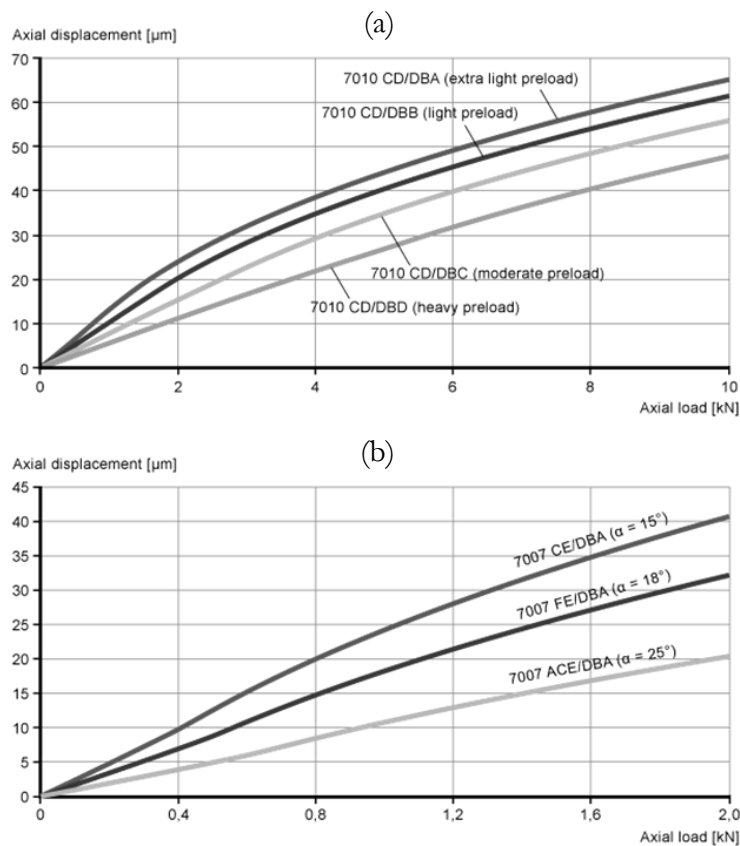 (a)
Axial displacement [µm]
70
60
50
40
30
20
10
0
7010 CD/DBA (extra light preload)
7010 CD/DBB (light preload)
7010 CD/DBC (moderate preload)
7010 CD/DBD (heavy preload)
0 2 4 6 8 10
Axial load [kN]
(b)
Axial displacement [µm]
45
40
35
30
25
20
15
10
5
0
7007 CE/DBA (α = 15°)
7007 FE/DBA (α = 18°)
7007 ACE/DBA (α = 25°)
0 0,4 0,8 1,2 1,6 2,0
Axial load [kN]